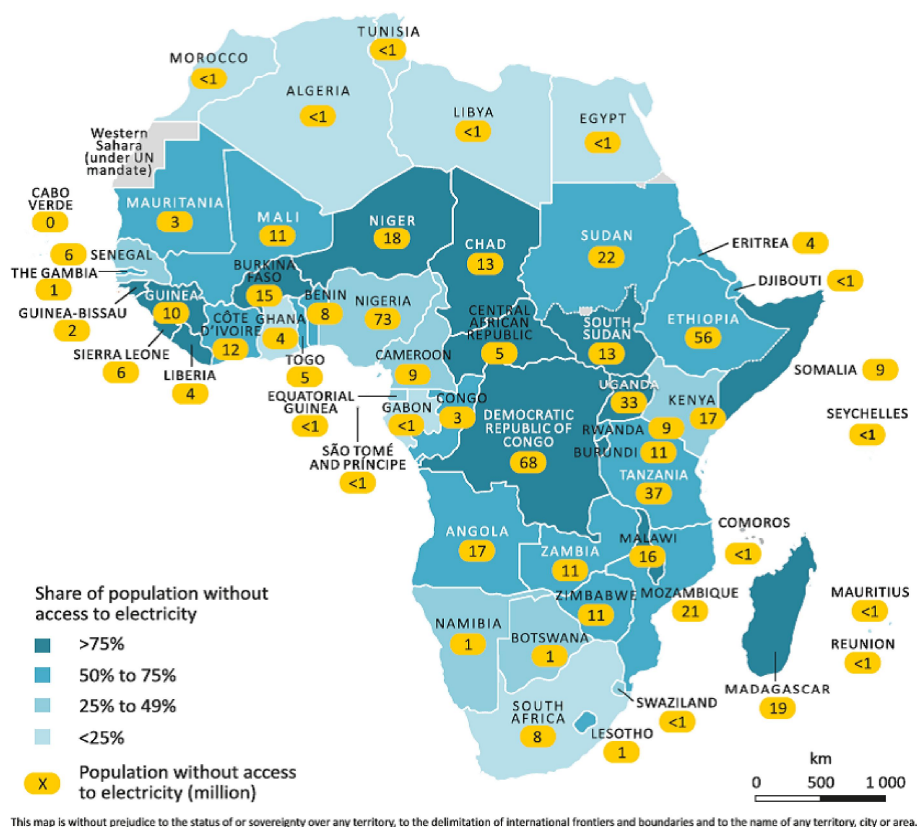 TUNISIA
<1
MOROCCO
<1
ALGERIA
<1
LIBYA
<1
EGYPT
<1
Western
Sahara
(under UN
mandate)
CABO
VERDE
0
MAURITANIA
3
MALI
11
NIGER
18
CHAD
13
SUDAN
22
ERITREA 4
6 SENEGAL
THE GAMBIA
1
GUINEA-BISSAU
2
GUINEA
10
BURKINA
FASO
15
BENIN
8
NIGERIA
73
DJIBOUTI <1
ETHIOPIA
56
CÔTE
D'IVOIRE
12
GHANA
4
CENTRAL
AFRICAN
REPUBLIC
5
SOUTH
SUDAN
13
SIERRA LEONE
6
LIBERIA
4
TOGO
5
CAMEROON
9
SOMALIA 9
EQUATORIAL
GUINEA
<1
GABON
<1
CONGO
3
DEMOCRATIC
REPUBLIC OF
CONGO
68
UGANDA
33
KENYA
17
RWANDA 9
BURUNDI 11
SEYCHELLES
<1
SÃO TOMÉ
AND PRÍNCIPE
<1
TANZANIA
37
ANGOLA
17
ZAMBIA
11
MALAWI
16
COMOROS
<1
ZIMBABWE
11
MOZAMBIQUE
21
MAURITIUS
<1
REUNION
<1
NAMIBIA
1
BOTSWANA
1
MADAGASCAR
19
SOUTH
AFRICA
8
SWAZILAND
<1
LESOTHO
1
Share of population without
access to electricity
>75%
50% to 75%
25% to 49%
<25%
X Population without access
to electricity (million)
km
0 500 1 000
This map is without prejudice to the status of or sovereignty over any territory, to the delimitation of international frontiers and boundaries and to the name of any territory, city or area.